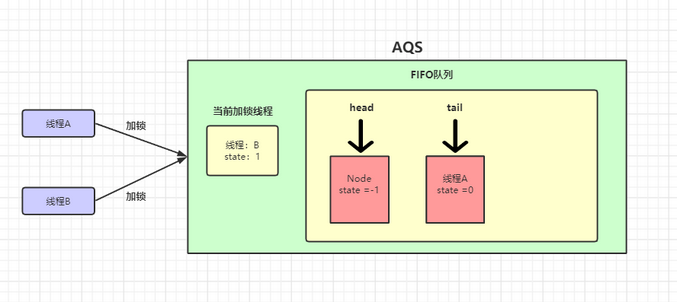 AQS
FIFO队列
线程A
加锁
线程B
加锁
当前加锁线程
线程：B
state：1
head
tail
Node
state =-1
线程A
state =0